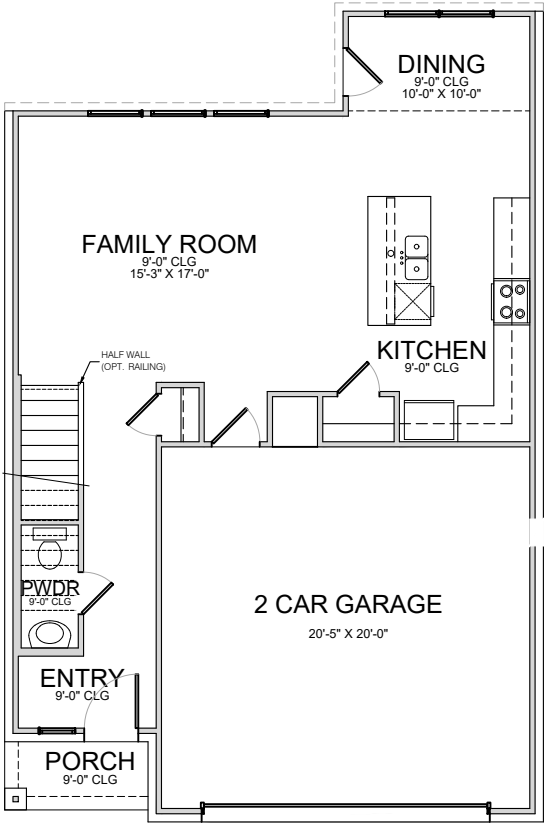 DINING
9'-0" CLG
10'-0" X 10'-0"
FAMILY ROOM
9'-0" CLG
15'-3" X 17'-0"
KITCHEN
9'-0" CLG
HALF WALL
(OPT. RAILING)
PWDR
9'-0" CLG
2 CAR GARAGE
20'-5" X 20'-0"
ENTRY
9'-0" CLG
PORCH
9'-0" CLG